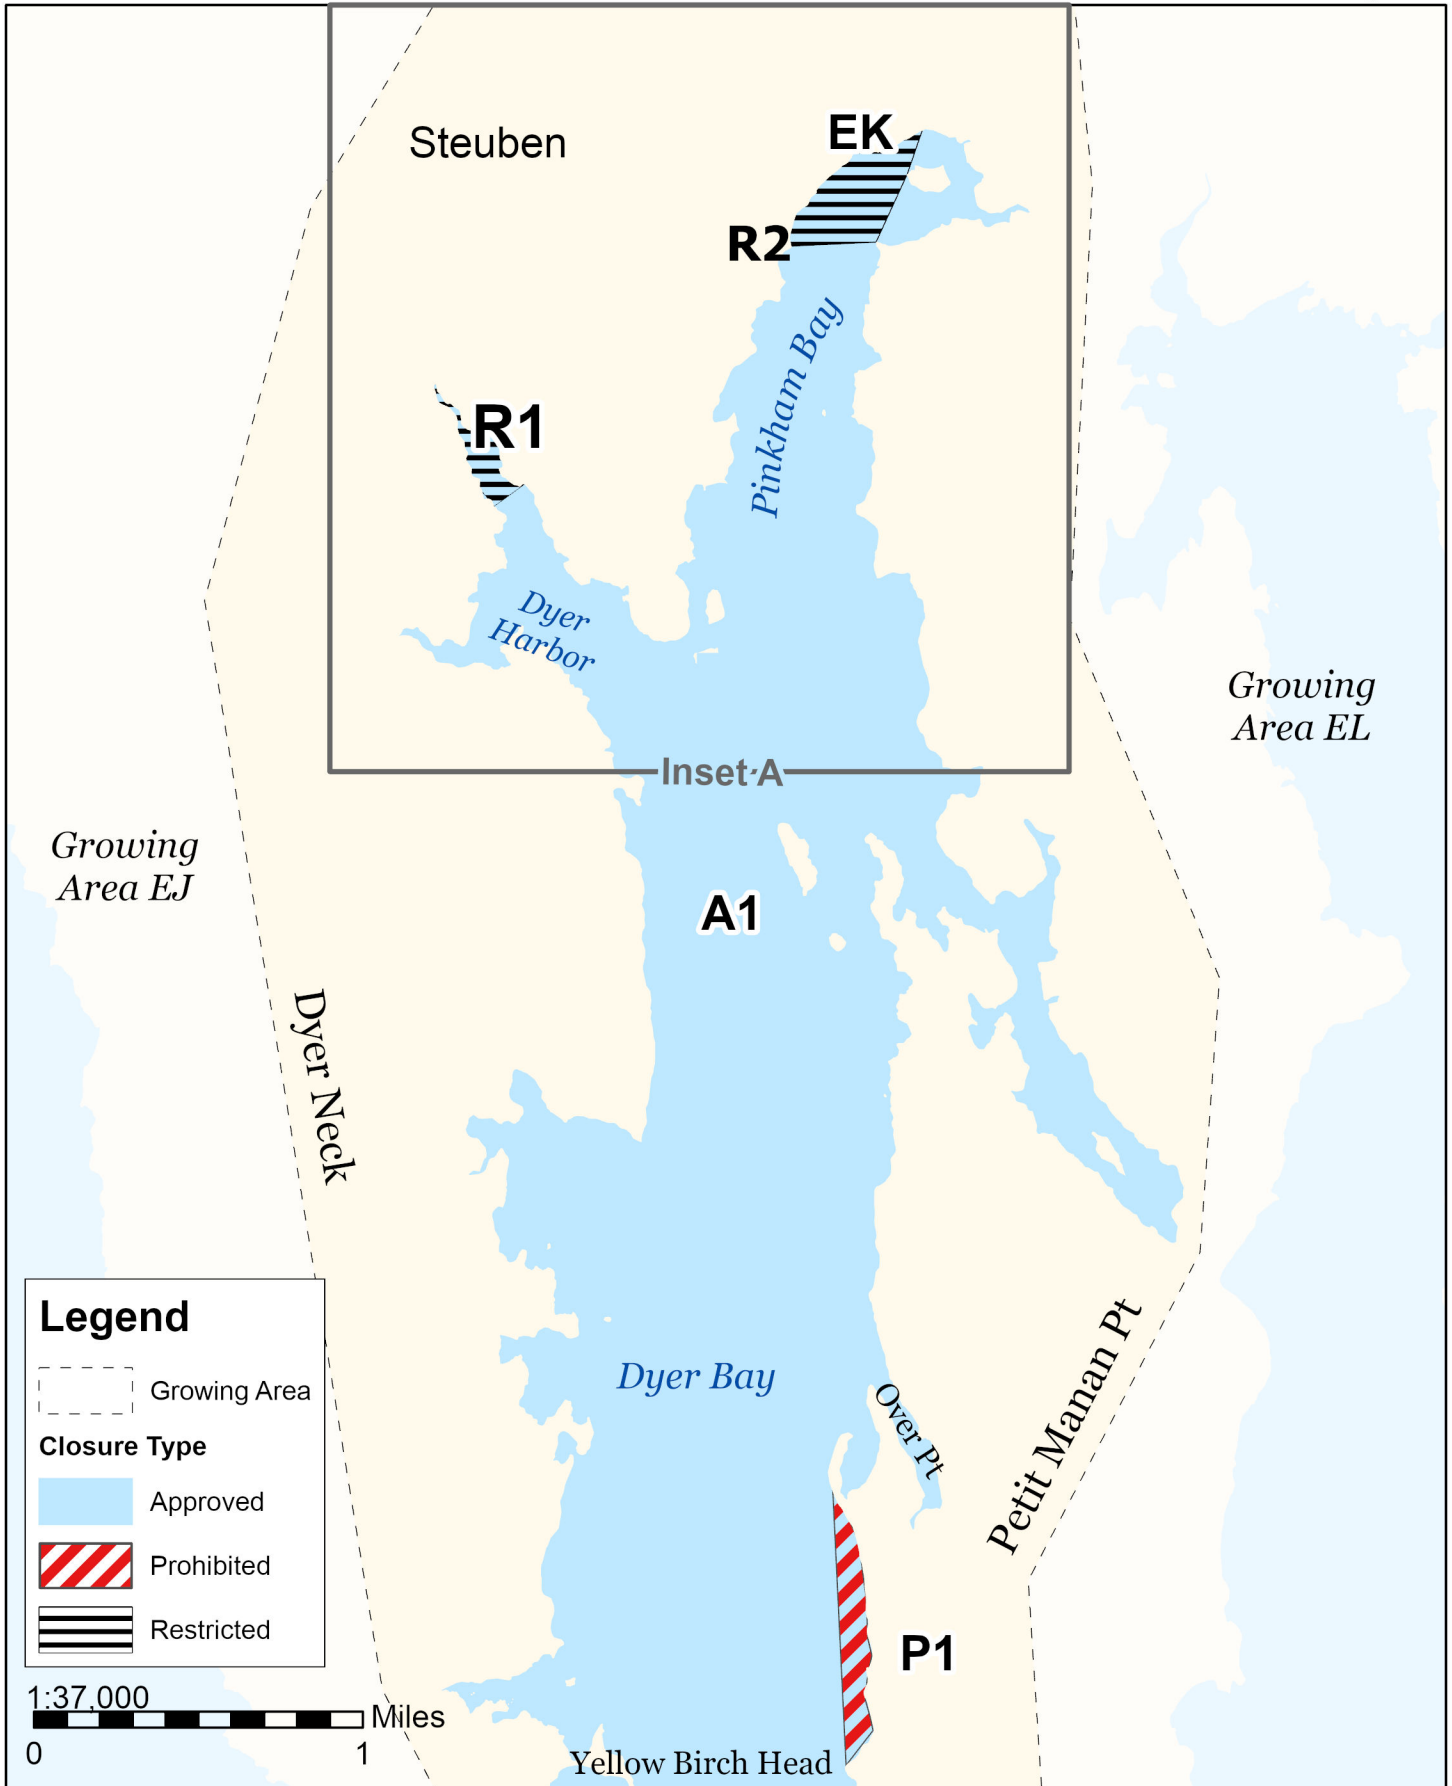 EK
Steuben
R2
Pinkham Bay
R1
Dyer
Harbor
Growing
Area EL
Inset A
Growing
Area EJ
A1
Dyer Neck
Legend
Growing Area
Closure Type
Approved
Prohibited
Restricted
Dyer Bay
Over Pt
Petit Manan Pt
P1
1:37,000
Miles
0 1
Yellow Birch Head